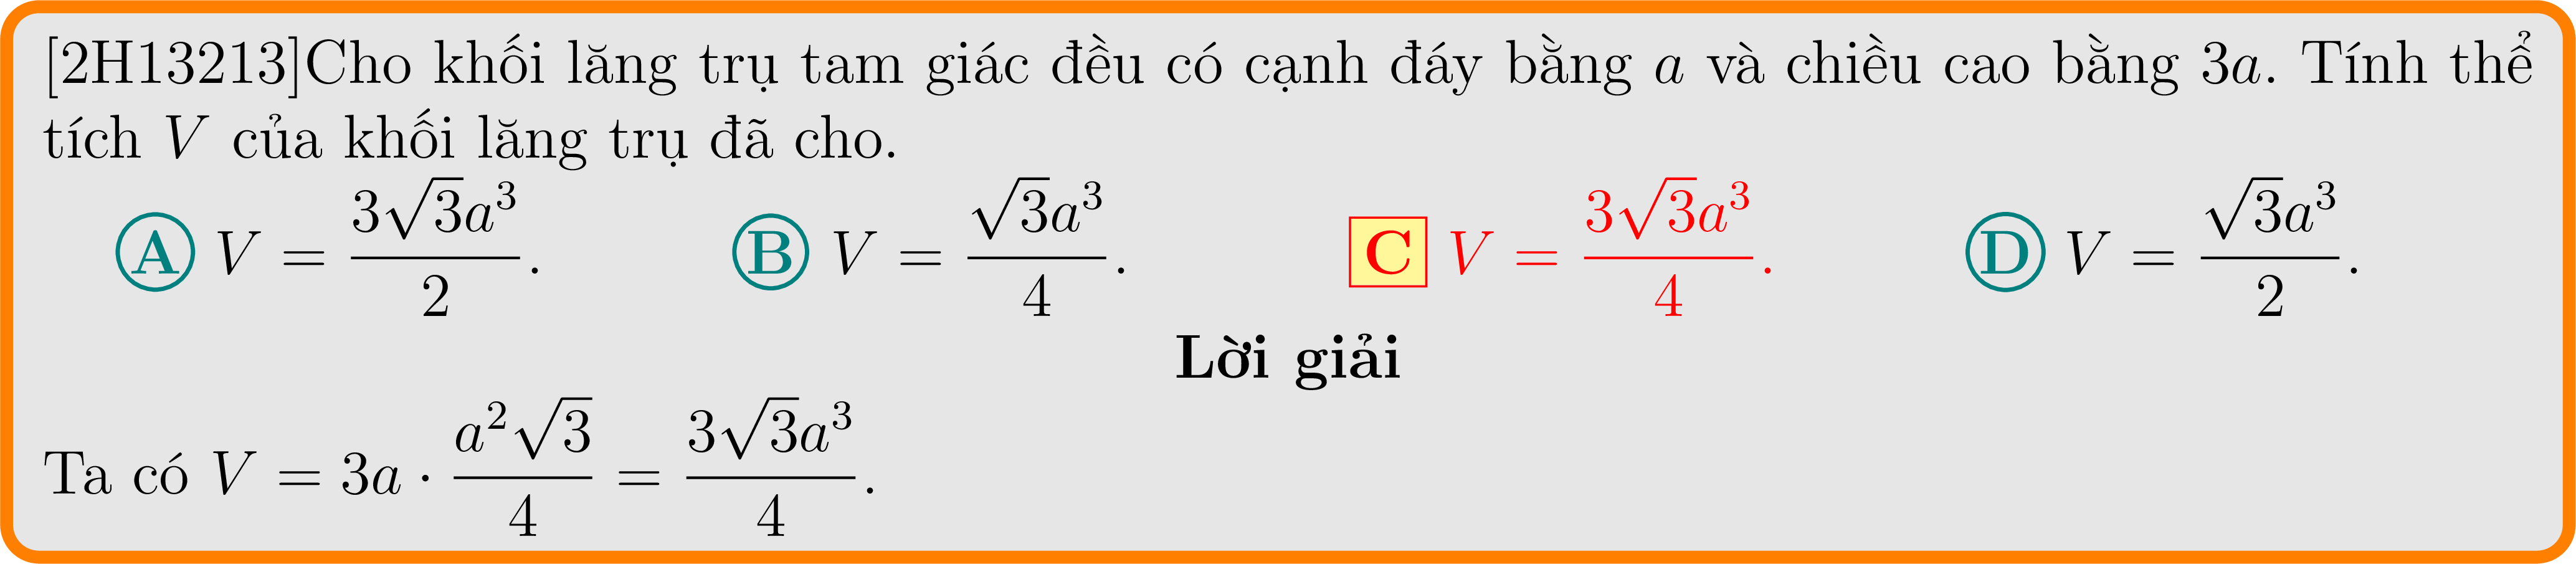 [2H13213]Cho khối lăng trụ tam giác đều có cạnh đáy bằng a và chiều cao bằng 3a. Tính thể
tích V của khối lăng trụ đã cho.
A V = \frac{3\sqrt{3}a^3}{2}. B V = \frac{\sqrt{3}a^3}{4}. C V = \frac{3\sqrt{3}a^3}{4}. D V = \frac{\sqrt{3}a^3}{2}.
Lời giải
Ta có V = 3a · \frac{a^2\sqrt{3}}{4} = \frac{3\sqrt{3}a^3}{4}.